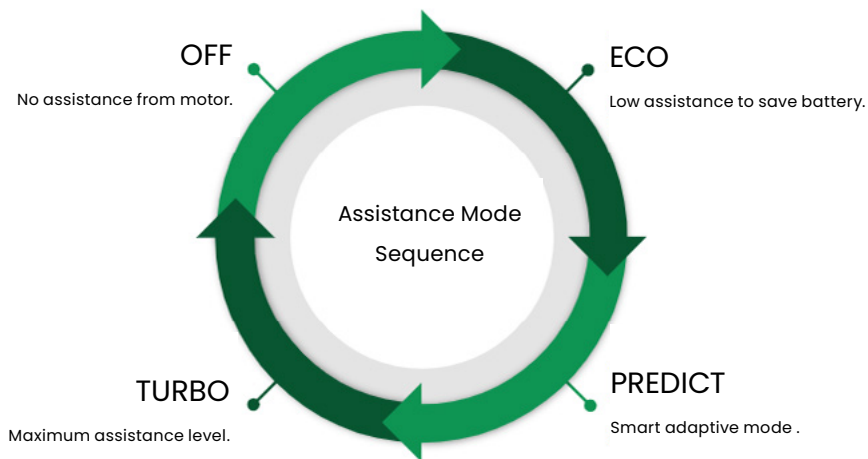 OFF
No assistance from motor.
ECO
Low assistance to save battery.
Assistance Mode
Sequence
TURBO
Maximum assistance level.
PREDICT
Smart adaptive mode .